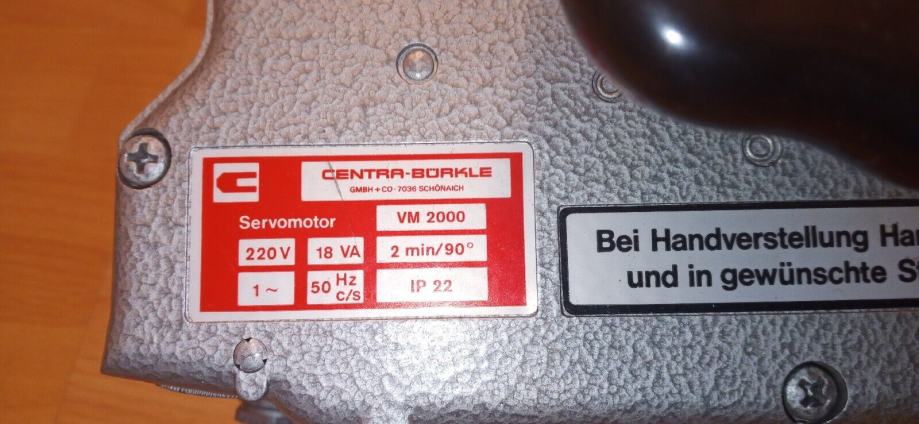 CENTRA-BÜRKLE
GMBH + CO · 7036 SCHÖNAICH
Servomotor
VM 2000
220 V
18 VA
2 min/90°
1 ~
50 Hz c/s
IP 22
Bei Handverstellung
und in gewünschte